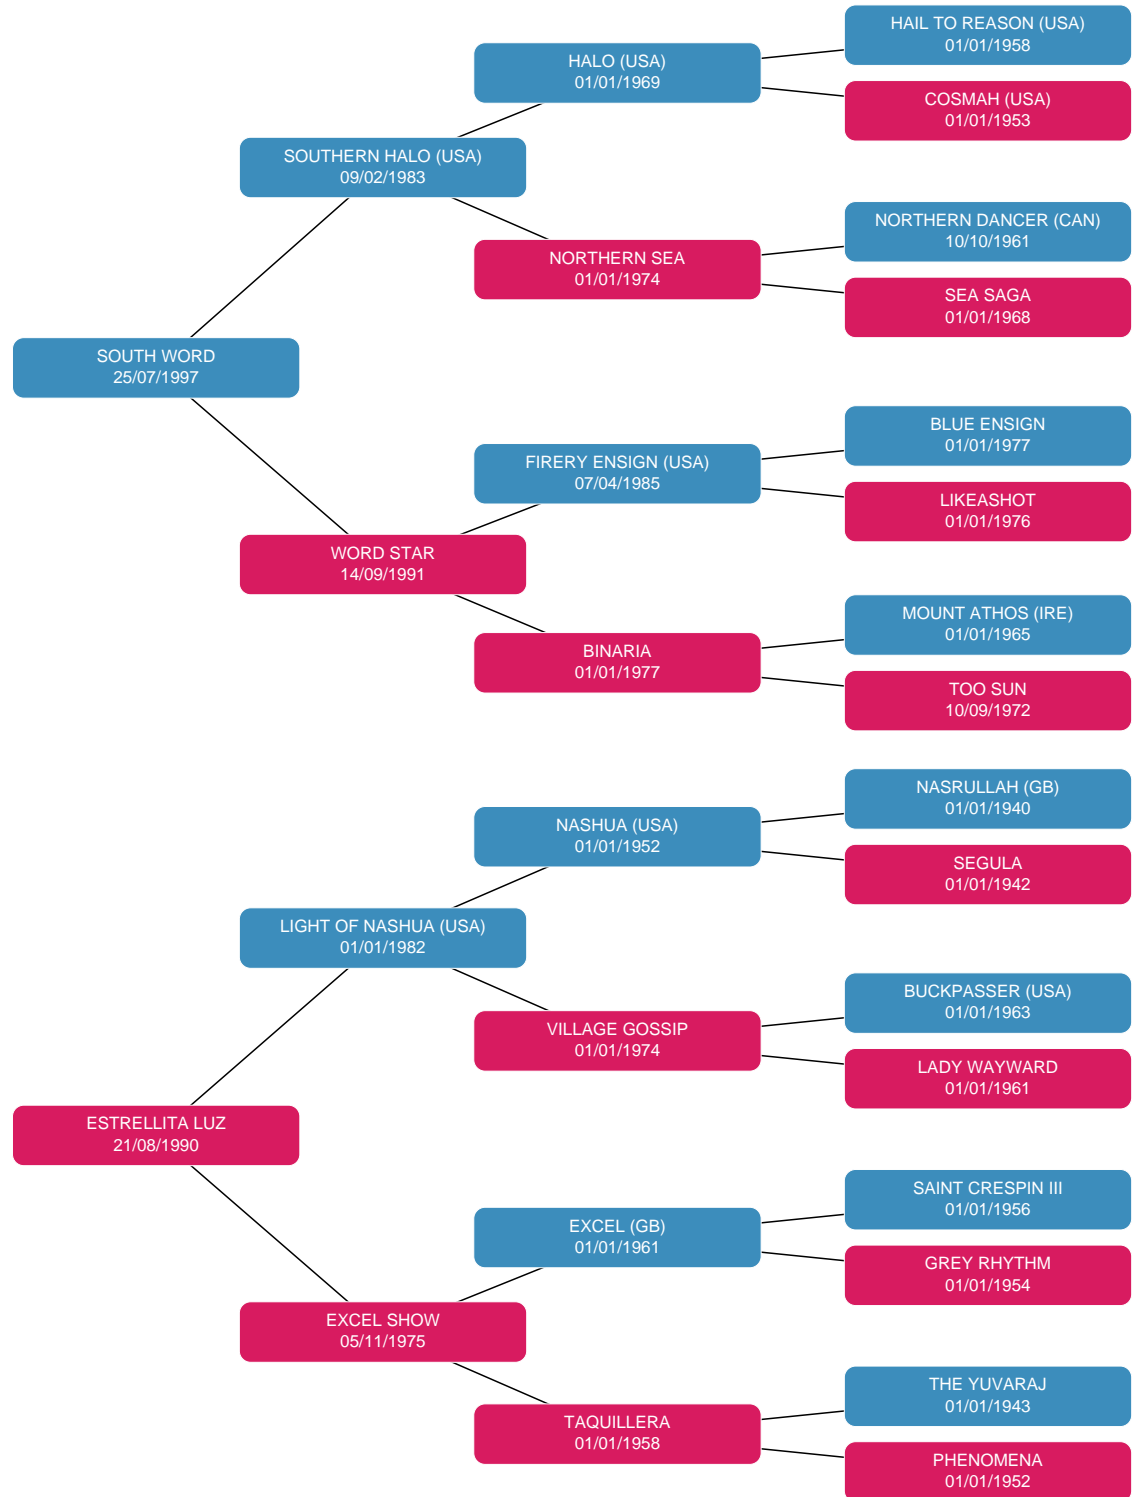 HAIL TO REASON (USA)
01/01/1958
HALO (USA)
01/01/1969
COSMAH (USA)
01/01/1953
SOUTHERN HALO (USA)
09/02/1983
NORTHERN DANCER (CAN)
10/10/1961
NORTHERN SEA
01/01/1974
SEA SAGA
01/01/1968
SOUTH WORD
25/07/1997
BLUE ENSIGN
01/01/1977
FIRERY ENSIGN (USA)
07/04/1985
LIKEASHOT
01/01/1976
WORD STAR
14/09/1991
MOUNT ATHOS (IRE)
01/01/1965
BINARIA
01/01/1977
TOO SUN
10/09/1972
NASRULLAH (GB)
01/01/1940
NASHUA (USA)
01/01/1952
SEGULA
01/01/1942
LIGHT OF NASHUA (USA)
01/01/1982
BUCKPASSER (USA)
01/01/1963
VILLAGE GOSSIP
01/01/1974
LADY WAYWARD
01/01/1961
ESTRELLITA LUZ
21/08/1990
SAINT CRESPIN III
01/01/1956
EXCEL (GB)
01/01/1961
GREY RHYTHM
01/01/1954
EXCEL SHOW
05/11/1975
THE YUVARAJ
01/01/1943
TAQUILLERA
01/01/1958
PHENOMENA
01/01/1952